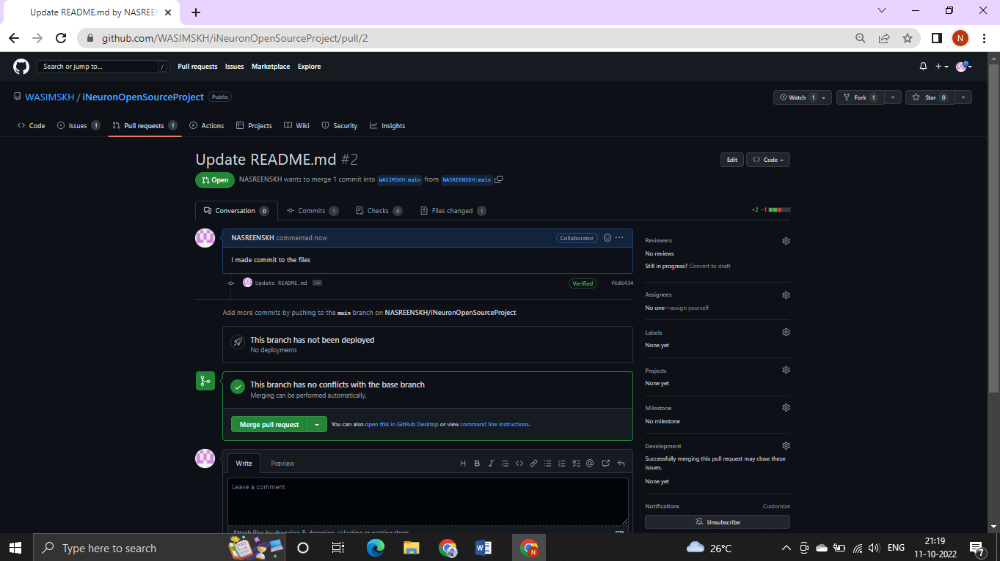 Update README.md by NASREEN
github.com/WASIMSKH/iNeuronOpenSourceProject/pull/2
N
Search or jump to... /
Pull requests Issues Marketplace Explore
WASIMSKH / iNeuronOpenSourceProject Public
Watch 1 Fork 1 Star 0
Code Issues 1 Pull requests 1 Actions Projects Wiki Security Insights
Update README.md #2
Edit Code
Open NASREENSKH wants to merge 1 commit into WASIMSKH:main from NASREENSKH:main
Conversation 0 Commits 1 Checks 0 Files changed 1 +2 −1
NASREENSKH commented now Collaborator
I made commit to the files
Update README.md Verified f6d6434
Add more commits by pushing to the main branch on NASREENSKH/iNeuronOpenSourceProject.
This branch has not been deployed
No deployments
This branch has no conflicts with the base branch
Merging can be performed automatically.
Merge pull request You can also open this in GitHub Desktop or view command line instructions.
Write Preview
Leave a comment
Attach files by dragging & dropping, selecting or pasting them.
Reviewers
No reviews
Still in progress? Convert to draft
Assignees
No one—assign yourself
Labels
None yet
Projects
None yet
Milestone
No milestone
Development
Successfully merging this pull request may close these
issues.
None yet
Notifications Customize
Unsubscribe
Type here to search
26°C ENG 21:19
11-10-2022
7